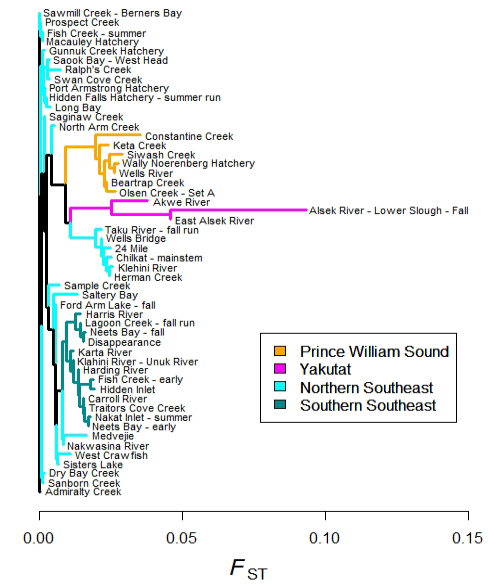 Sawmill Creek - Berners Bay
Prospect Creek
Fish Creek - summer
Macauley Hatchery
Gunnuk Creek Hatchery
Saook Bay - West Head
Ralph's Creek
Swan Cove Creek
Port Armstrong Hatchery
Hidden Falls Hatchery - summer run
Long Bay
Saginaw Creek
North Arm Creek
Constantine Creek
Keta Creek
Siwash Creek
Wally Noerenberg Hatchery
Wells River
Beartrap Creek
Olsen Creek - Set A
Akwe River
Alsek River - Lower Slough - Fall
East Alsek River
Taku River - fall run
Wells Bridge
24 Mile
Chilkat - mainstem
Klehini River
Herman Creek
Sample Creek
Saltery Bay
Ford Arm Lake - fall
Harris River
Lagoon Creek - fall run
Neets Bay - fall
Disappearance
Karta River
Klahini River - Unuk River
Harding River
Fish Creek - early
Hidden Inlet
Carroll River
Traitors Cove Creek
Nakat Inlet - summer
Neets Bay - early
Medvejie
Nakwasina River
West Crawfish
Sisters Lake
Dry Bay Creek
Sanborn Creek
Admiralty Creek
Prince William Sound
Yakutat
Northern Southeast
Southern Southeast
0.00 0.05 0.10 0.15
FST